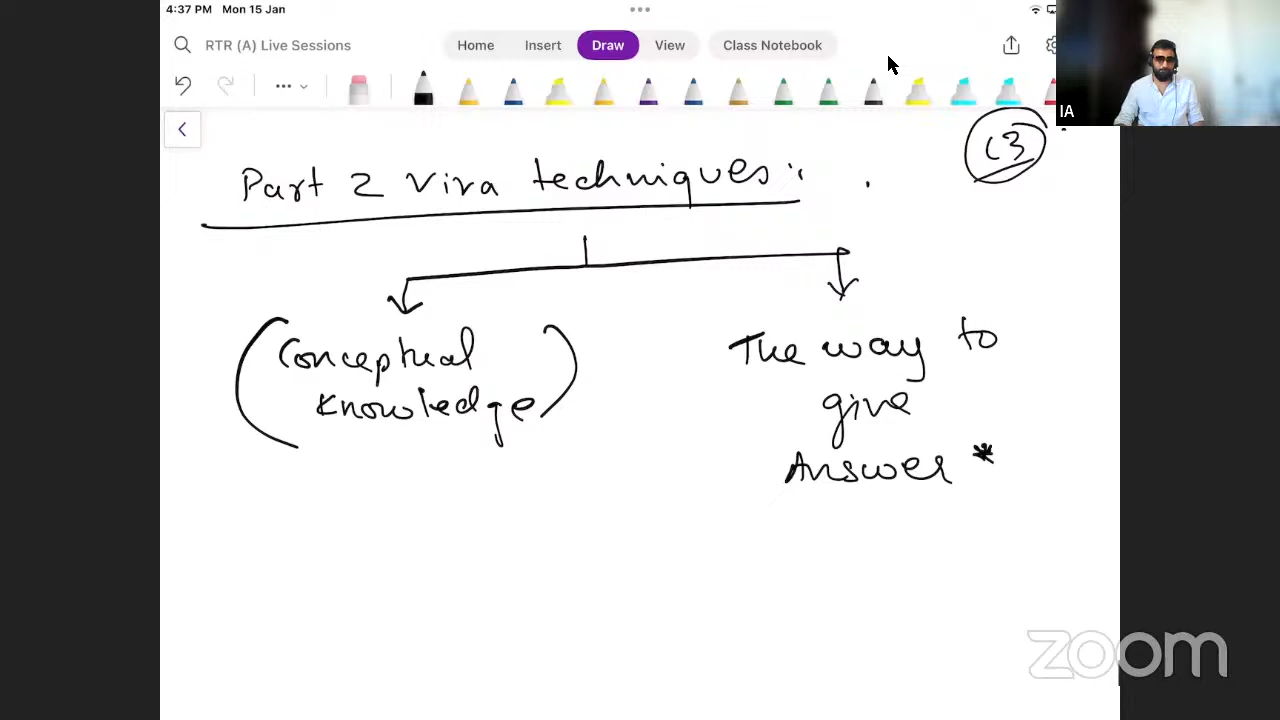 4:37 PM Mon 15 Jan
RTR (A) Live Sessions
Home Insert Draw View Class Notebook
IA
13
Part 2 Viva techniques :
Conceptual
Knowledge
The way to
give
Answer *
zoom